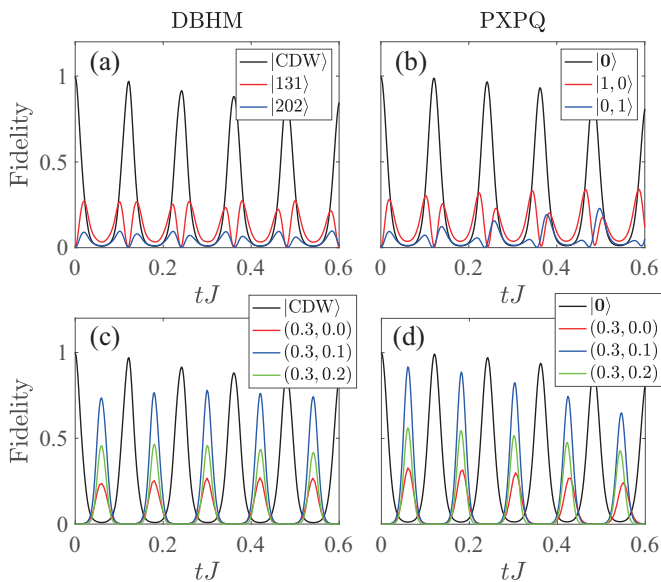 DBHM
PXPQ
(a)
|CDW⟩
|131⟩
|202⟩
Fidelity
1
0.5
0
0 0.2 0.4 0.6
tJ
(b)
|0⟩
|1, 0⟩
|0, 1⟩
0 0.2 0.4 0.6
tJ
(c)
|CDW⟩
(0.3, 0.0)
(0.3, 0.1)
(0.3, 0.2)
Fidelity
1
0.5
0
0 0.2 0.4 0.6
tJ
(d)
|0⟩
(0.3, 0.0)
(0.3, 0.1)
(0.3, 0.2)
0 0.2 0.4 0.6
tJ